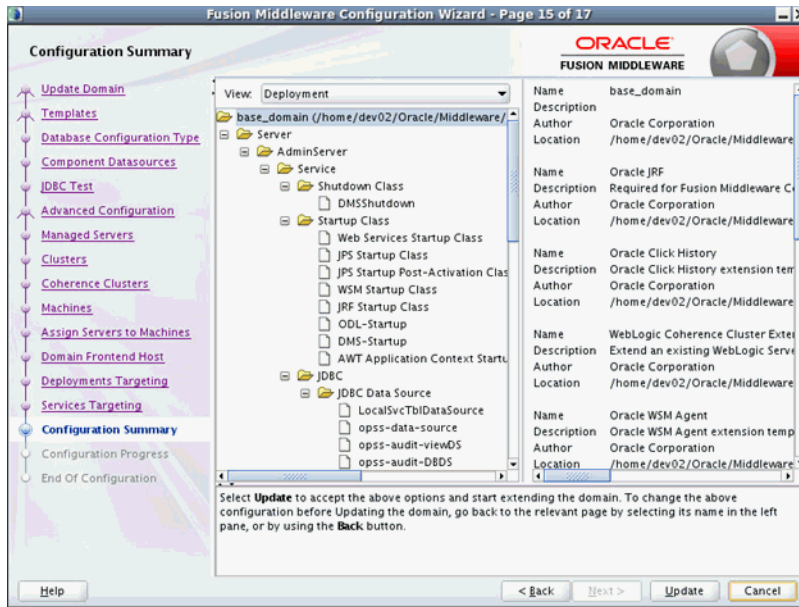 Fusion Middleware Configuration Wizard - Page 15 of 17
Configuration Summary
ORACLE
FUSION MIDDLEWARE
Update Domain
Templates
Database Configuration Type
Component Datasources
JDBC Test
Advanced Configuration
Managed Servers
Clusters
Coherence Clusters
Machines
Assign Servers to Machines
Domain Frontend Host
Deployments Targeting
Services Targeting
Configuration Summary
Configuration Progress
End Of Configuration
View: Deployment
base_domain (/home/dev02/Oracle/Middleware/
Server
AdminServer
Service
Shutdown Class
DMSShutdown
Startup Class
Web Services Startup Class
JPS Startup Class
JPS Startup Post-Activation Clas
WSM Startup Class
JRF Startup Class
ODL-Startup
DMS-Startup
AWT Application Context Startu
JDBC
JDBC Data Source
LocalSvcTblDataSource
opss-data-source
opss-audit-viewDS
opss-audit-DBDS
Name base_domain
Description
Author Oracle Corporation
Location /home/dev02/Oracle/Middleware
Name Oracle JRF
Description Required for Fusion Middleware C
Author Oracle Corporation
Location /home/dev02/Oracle/Middleware
Name Oracle Click History
Description Oracle Click History extension tem
Author Oracle Corporation
Location /home/dev02/Oracle/Middleware
Name WebLogic Coherence Cluster Exte
Description Extend an existing WebLogic Serve
Author Oracle Corporation
Location /home/dev02/Oracle/Middleware
Name Oracle WSM Agent
Description Oracle WSM Agent extension temp
Author Oracle Corporation
Location /home/dev02/Oracle/Middleware
Select Update to accept the above options and start extending the domain. To change the above
configuration before Updating the domain, go back to the relevant page by selecting its name in the left
pane, or by using the Back button.
Help
< Back
Next >
Update
Cancel